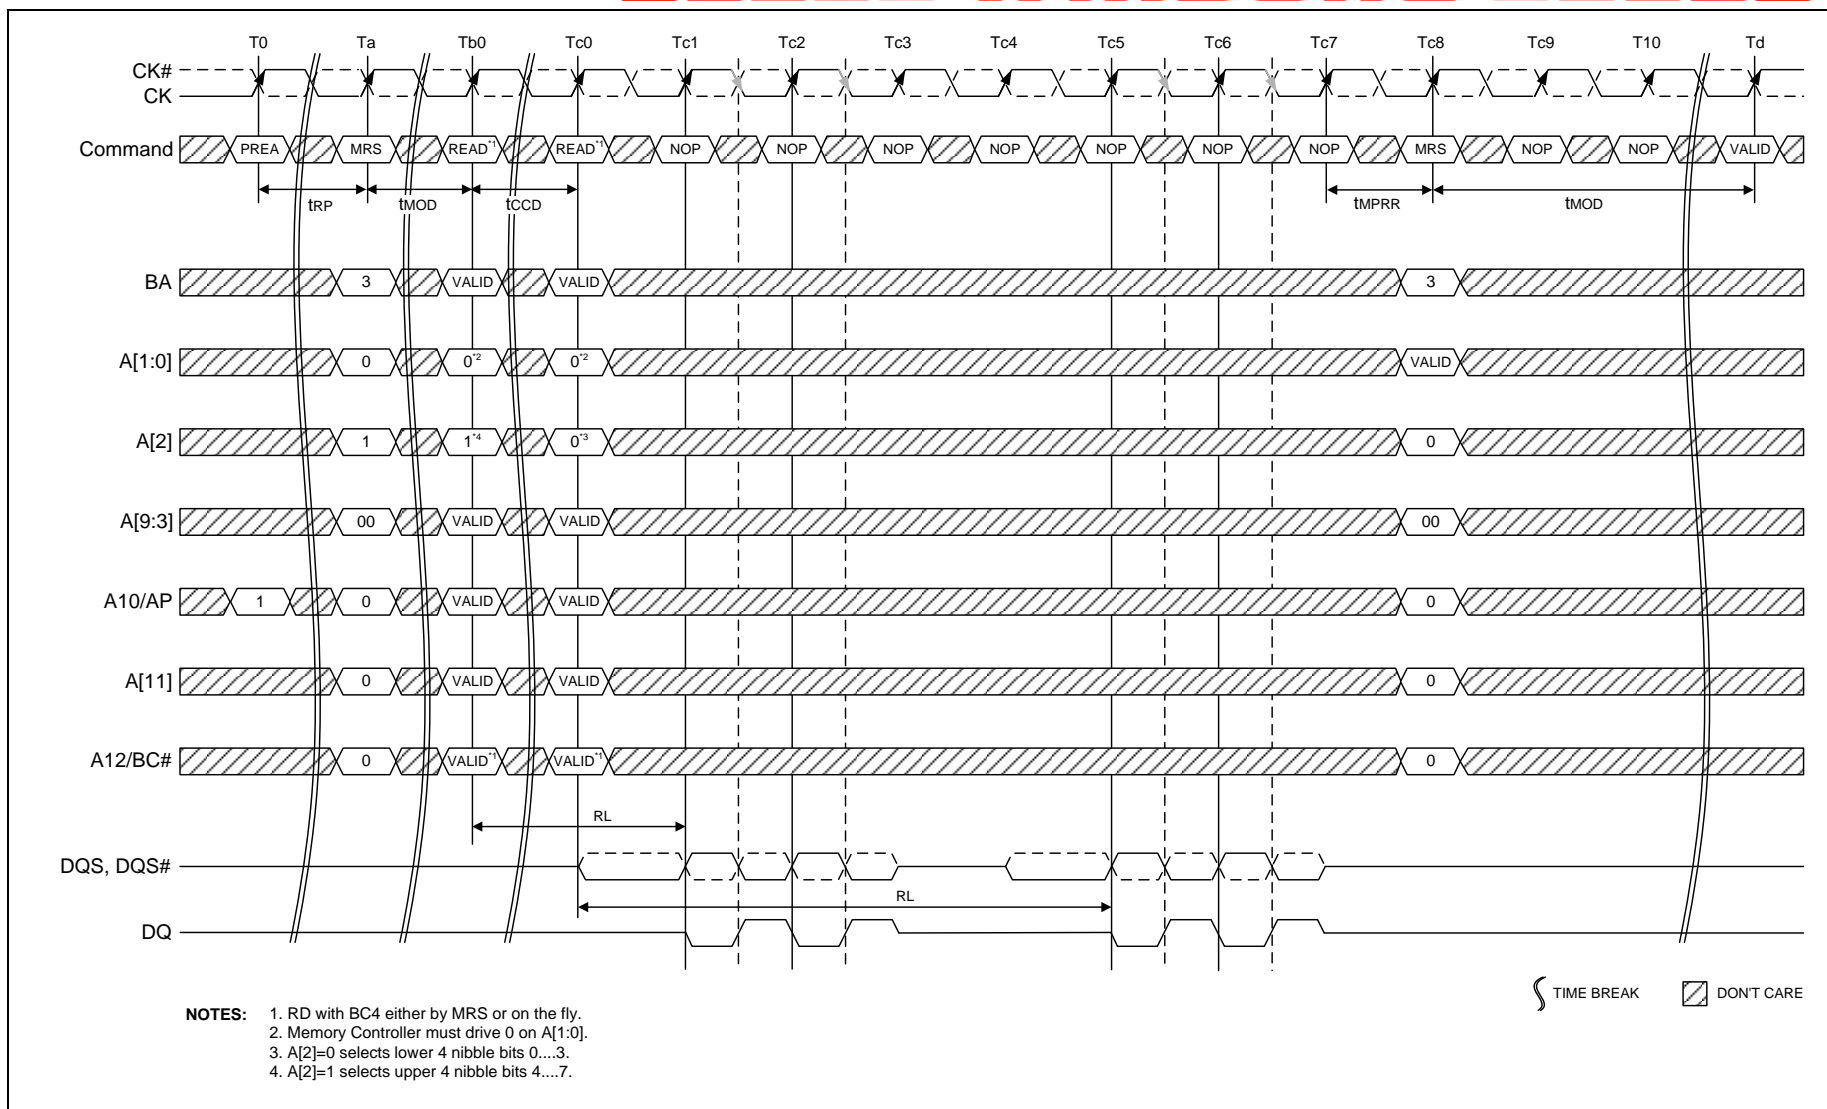 T0 Ta Tb0 Tc0 Tc1 Tc2 Tc3 Tc4 Tc5 Tc6 Tc7 Tc8 Tc9 T10 Td
CK#
CK
Command PREA MRS READ*1 READ*1 NOP NOP NOP NOP NOP NOP NOP MRS NOP NOP VALID
tRP tMOD tCCD tMPRR tMOD
BA 3 VALID VALID 3
A[1:0] 0 0*2 0*2 VALID
A[2] 1 1*4 0*3 0
A[9:3] 00 VALID VALID 00
A10/AP 1 0 VALID VALID 0
A[11] 0 VALID VALID 0
A12/BC# 0 VALID*1 VALID*1 0
RL
DQS, DQS#
RL
DQ
TIME BREAK DON'T CARE
NOTES: 1. RD with BC4 either by MRS or on the fly.
2. Memory Controller must drive 0 on A[1:0].
3. A[2]=0 selects lower 4 nibble bits 0....3.
4. A[2]=1 selects upper 4 nibble bits 4....7.